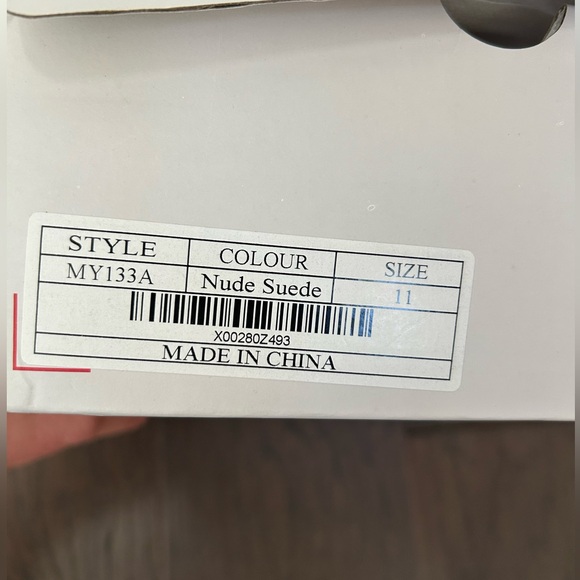 STYLE COLOUR SIZE
MY133A Nude Suede 11
X00280Z493
MADE IN CHINA